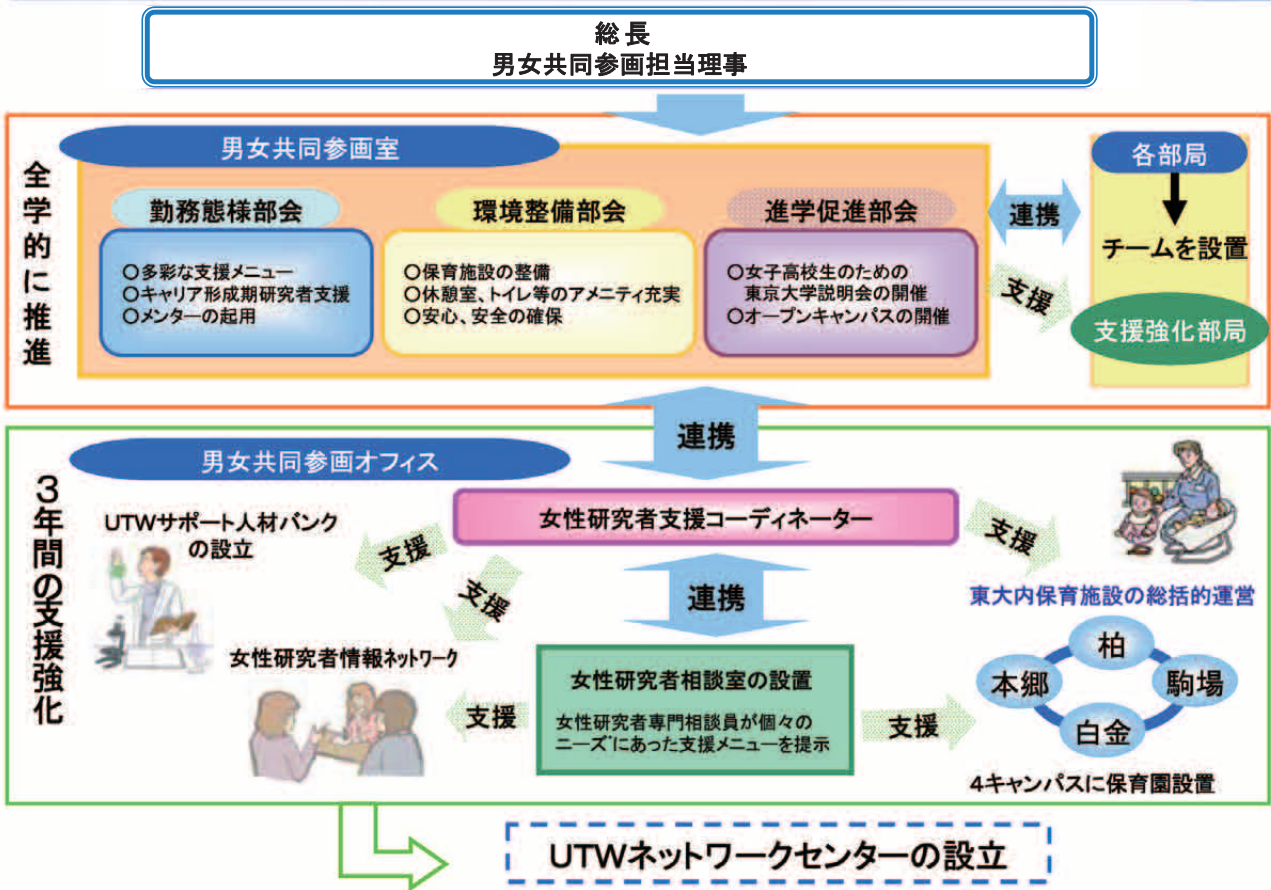 総長
男女共同参画担当理事
全学的に推進
男女共同参画室
勤務態様部会
○多彩な支援メニュー
○キャリア形成期研究者支援
○メンターの起用
環境整備部会
○保育施設の整備
○休憩室、トイレ等のアメニティ充実
○安心、安全の確保
進学促進部会
○女子高校生のための
東京大学説明会の開催
○オープンキャンパスの開催
連携
支援
各部局
チームを設置
支援強化部局
連携
3年間の支援強化
男女共同参画オフィス
女性研究者支援コーディネーター
UTWサポート人材バンク
の設立
支援
支援
支援
女性研究者情報ネットワーク
連携
女性研究者相談室の設置
女性研究者専門相談員が個々の
ニーズにあった支援メニューを提示
支援
支援
東大内保育施設の総括的運営
柏
本郷
駒場
白金
4キャンパスに保育園設置
UTWネットワークセンターの設立